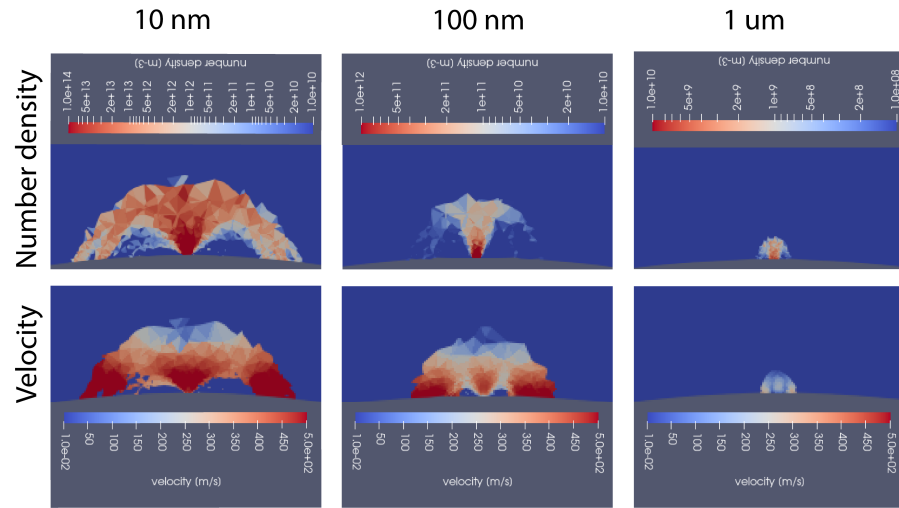 10 nm
100 nm
1 um
Number density
number density (m-3)
1.0e+14
5e+13
2e+13
1e+13
5e+12
2e+12
1e+12
5e+11
2e+11
1e+11
5e+10
2e+10
1.0e+10
number density (m-3)
1.0e+12
5e+11
2e+11
1e+11
5e+10
2e+10
1.0e+10
number density (m-3)
1.0e+10
5e+9
2e+9
1e+9
5e+8
2e+8
1.0e+08
Velocity
1.0e-02
50
100
150
200
250
300
350
400
450
5.0e+02
velocity (m/s)
1.0e-02
50
100
150
200
250
300
350
400
450
5.0e+02
velocity (m/s)
1.0e-02
50
100
150
200
250
300
350
400
450
5.0e+02
velocity (m/s)